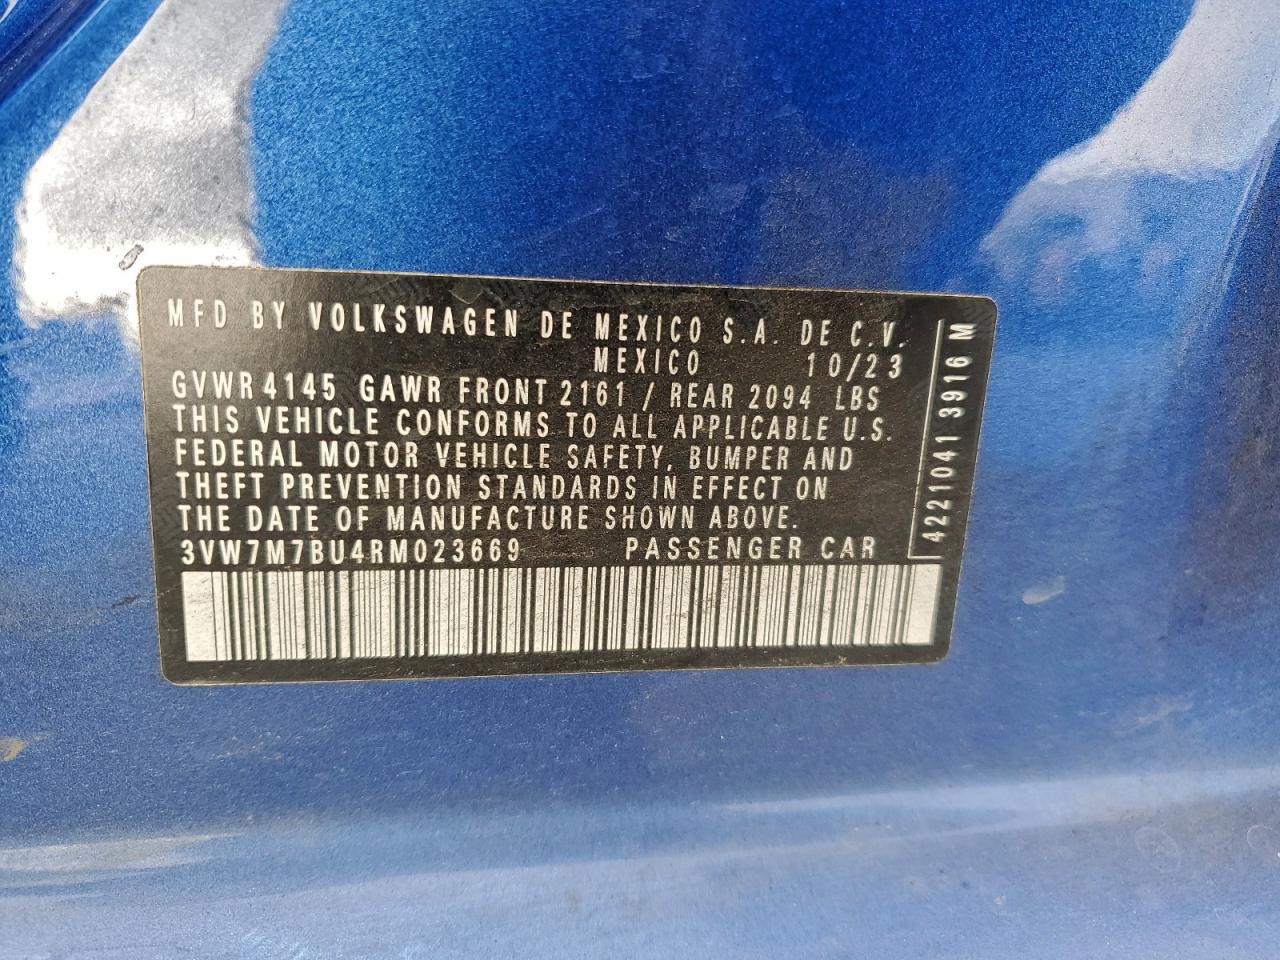 MFD BY VOLKSWAGEN DE MEXICO S.A. DE C.V.
MEXICO 10/23
GVWR 4145 GAWR FRONT 2161 / REAR 2094 LBS
THIS VEHICLE CONFORMS TO ALL APPLICABLE U.S.
FEDERAL MOTOR VEHICLE SAFETY, BUMPER AND
THEFT PREVENTION STANDARDS IN EFFECT ON
THE DATE OF MANUFACTURE SHOWN ABOVE.
3VW7M7BU4RM023669 PASSENGER CAR
4221041 3916 M